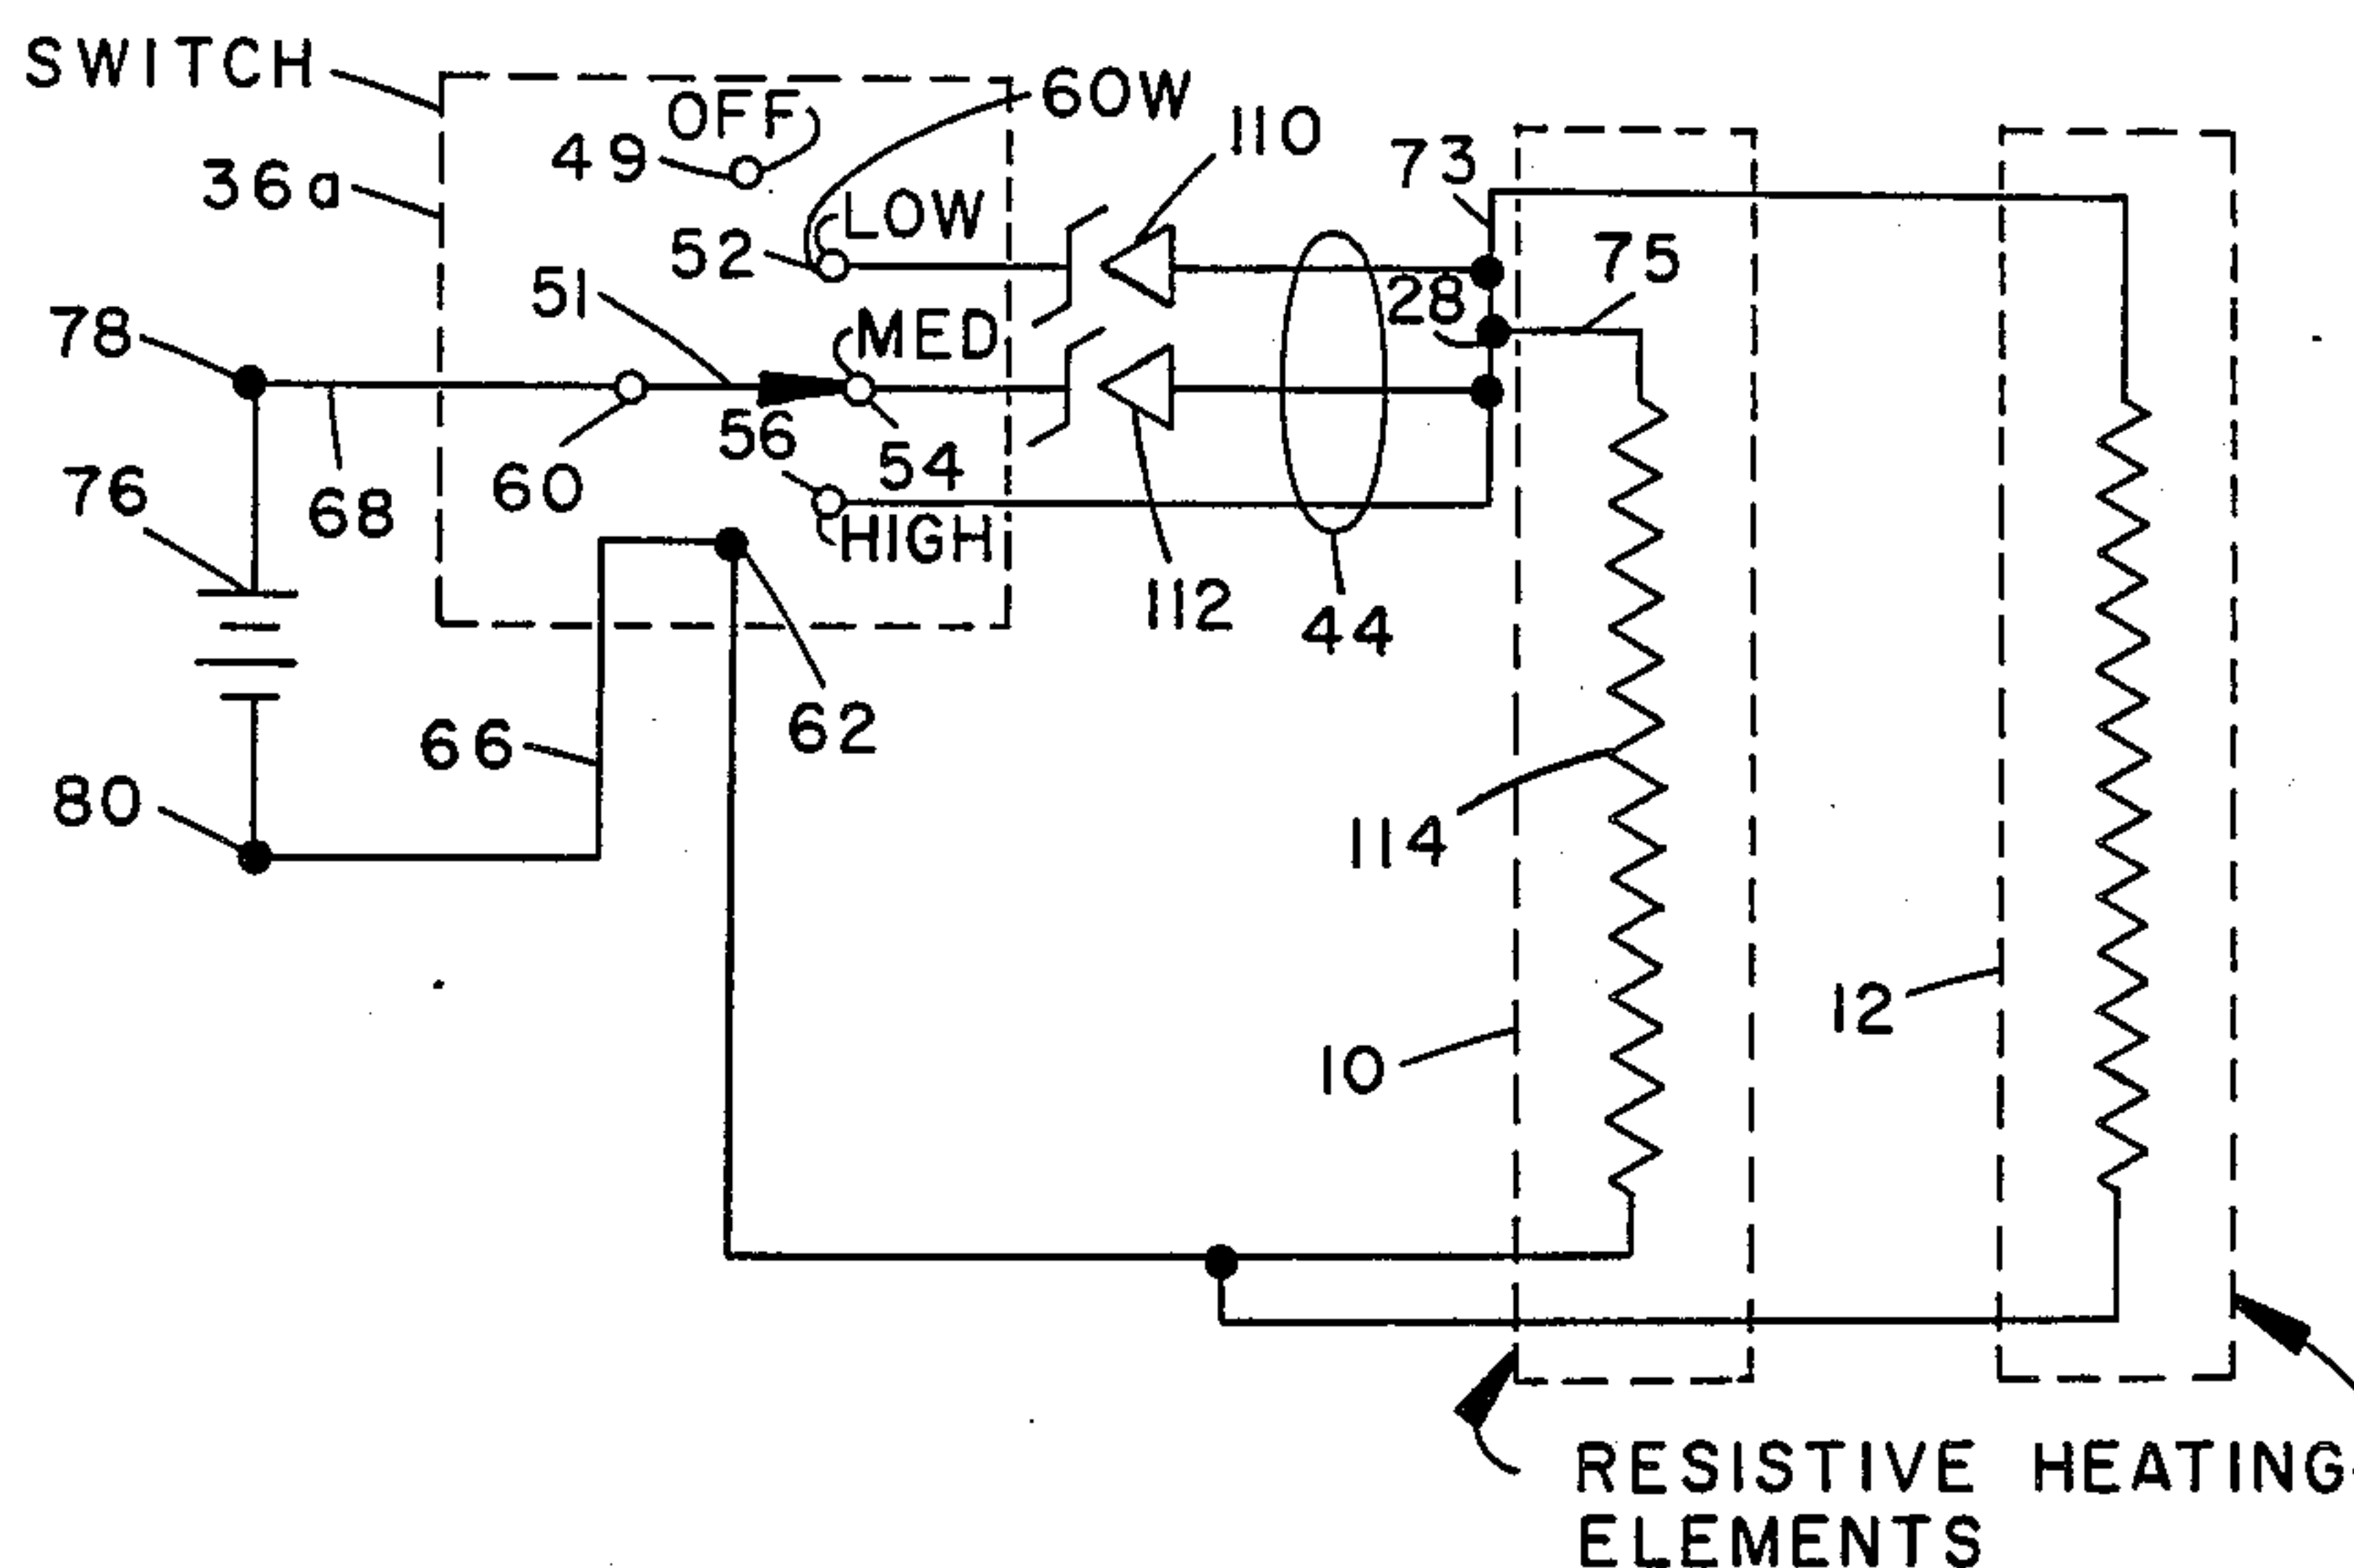 SWITCH
60W
OFF
110
49
73
36a
LOW
52
75
51
28
78
MED
56
54
76
60
68
HIGH
112
44
62
66
80
114
12
10
RESISTIVE HEATING
ELEMENTS